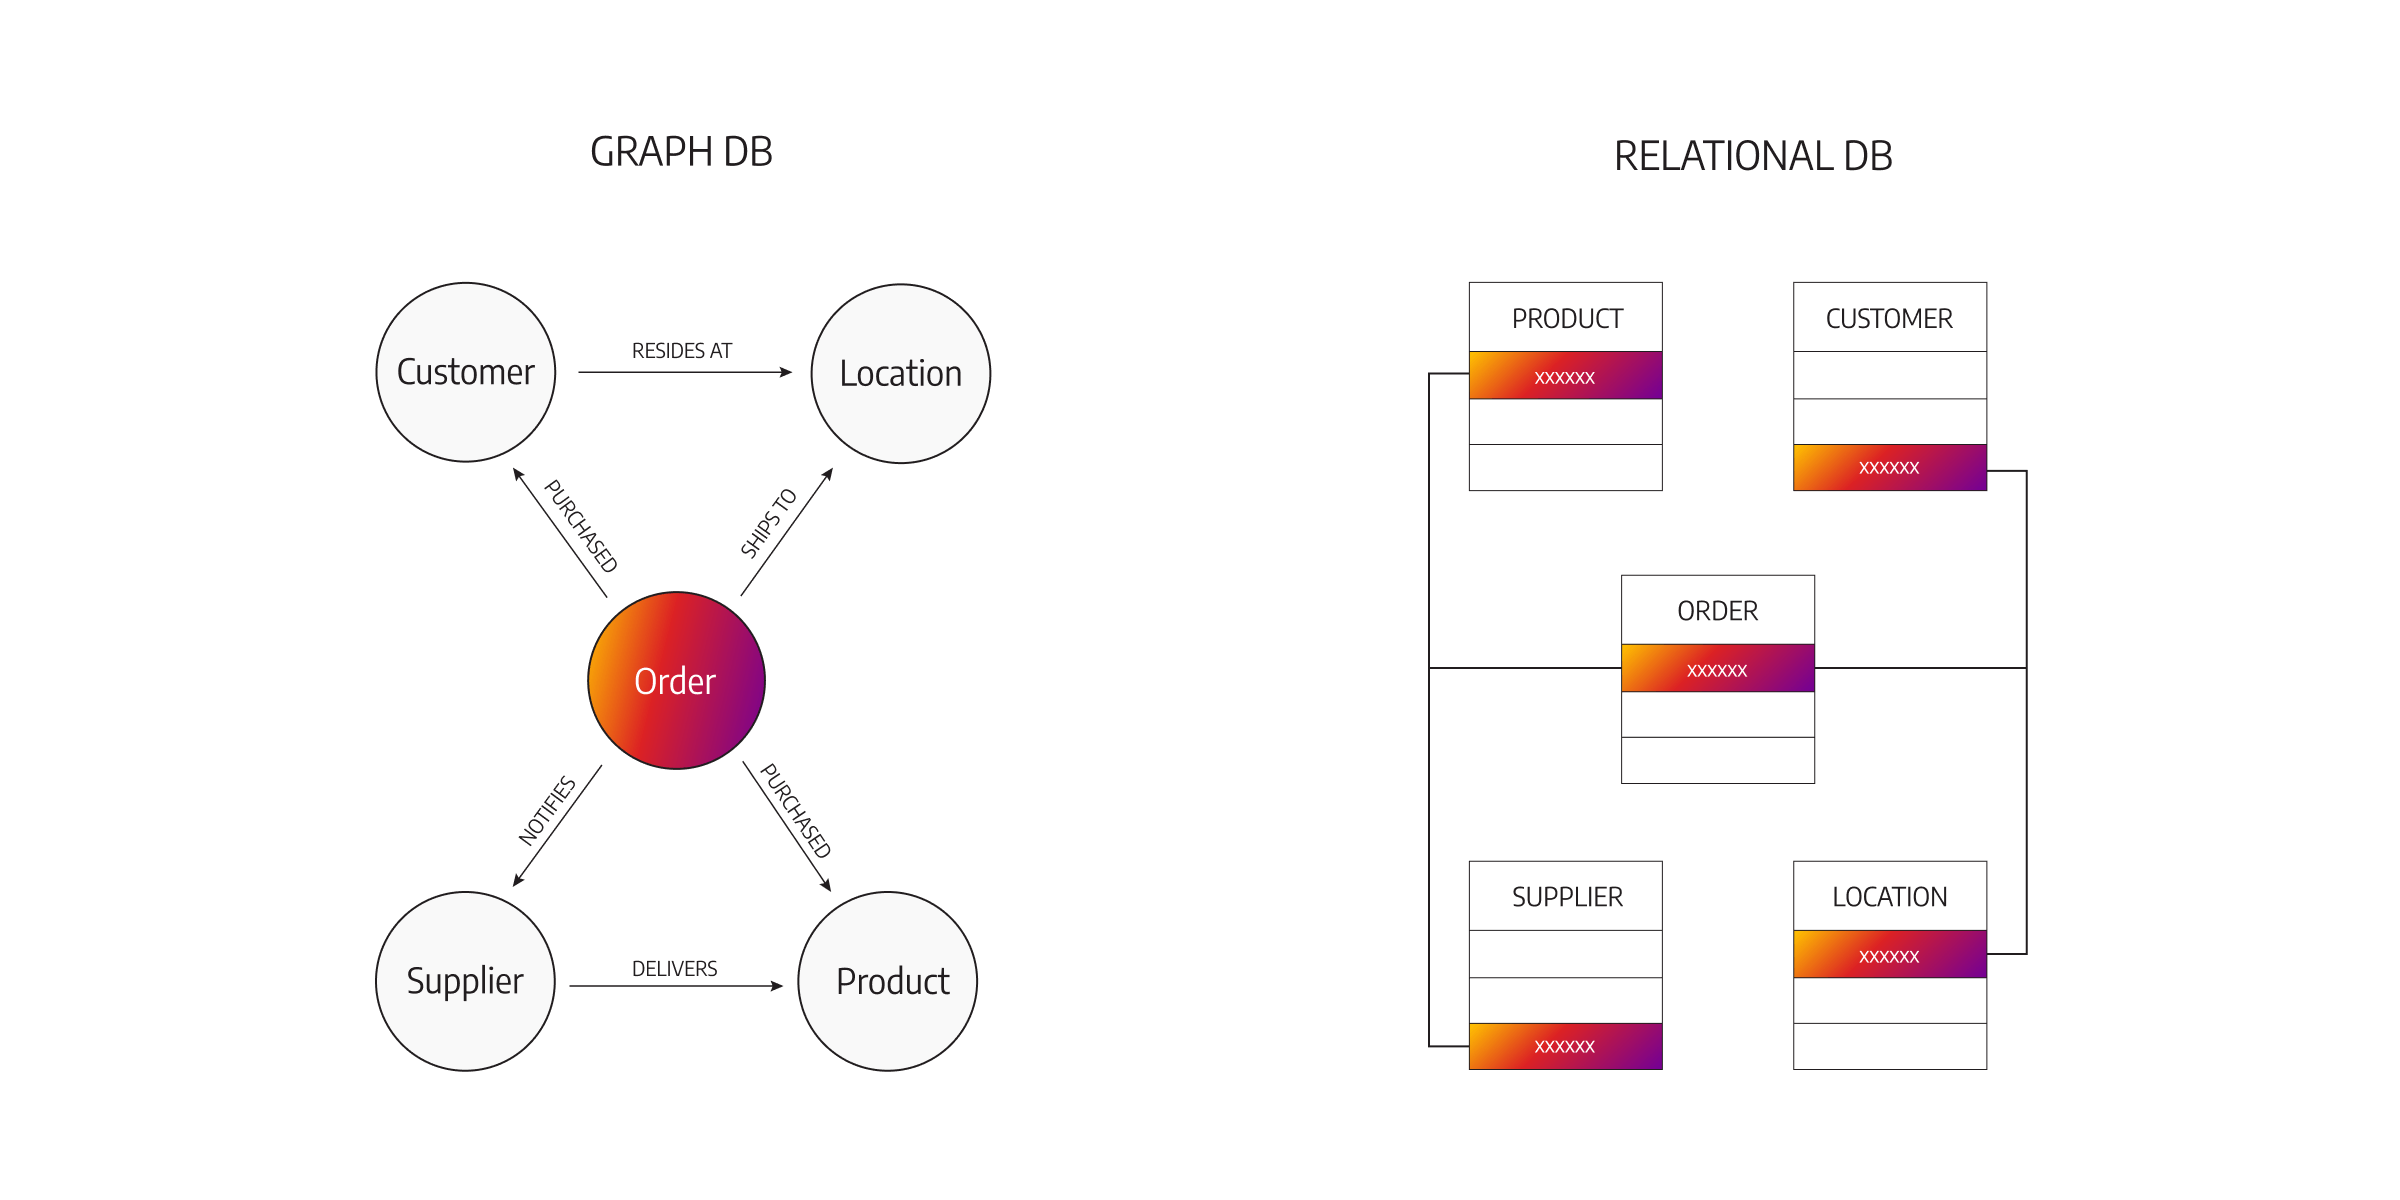 GRAPH DB
Customer
RESIDES AT
Location
PURCHASED
SHIPS TO
Order
NOTIFIES
PURCHASED
Supplier
DELIVERS
Product
RELATIONAL DB
PRODUCT
XXXXXX
CUSTOMER
XXXXXX
ORDER
XXXXXX
SUPPLIER
XXXXXX
LOCATION
XXXXXX